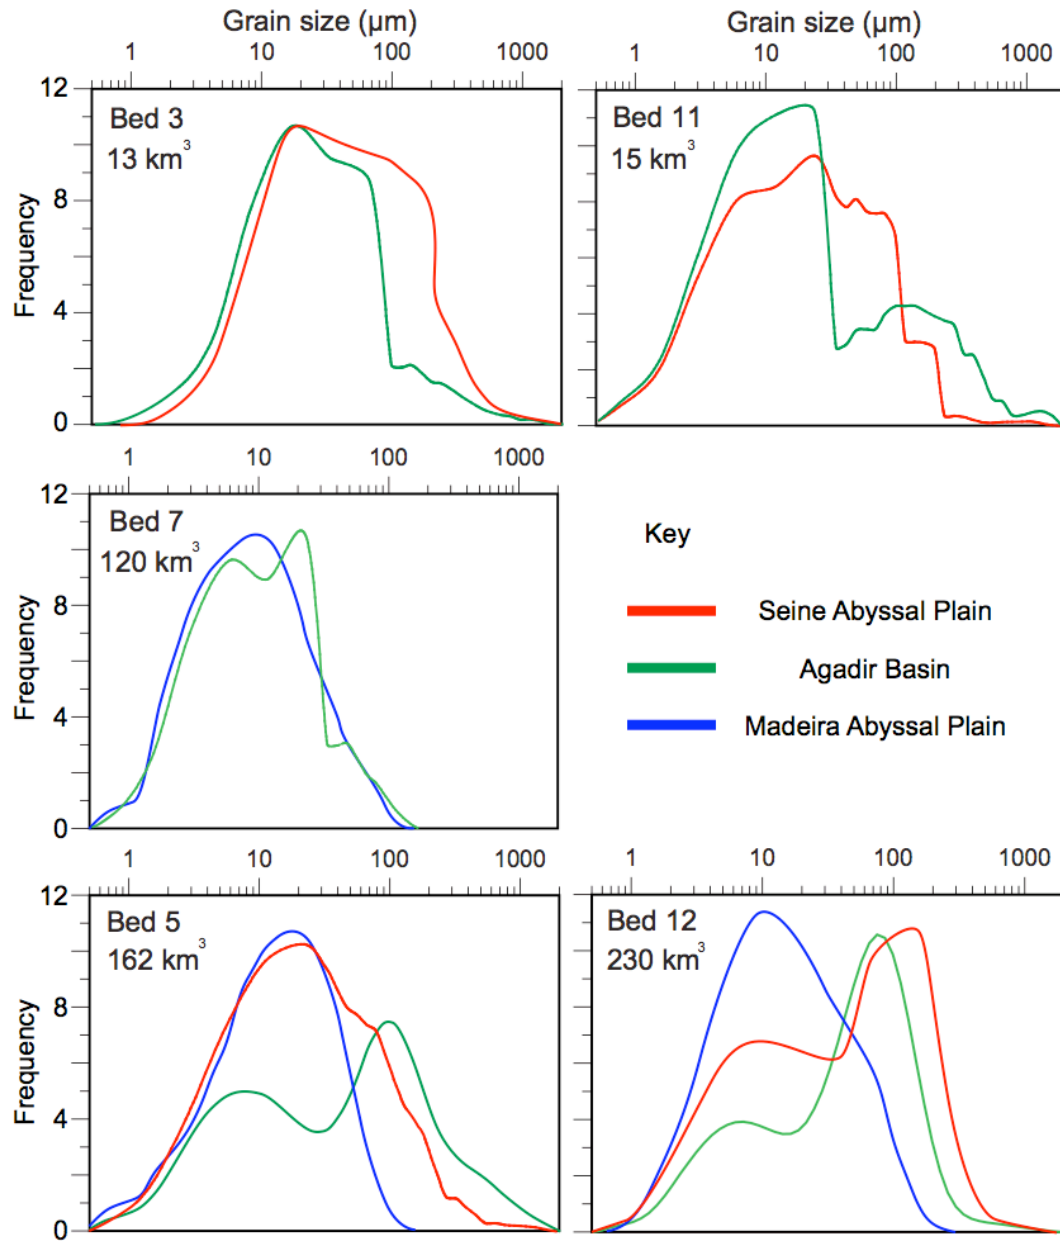 Grain size (µm)
Grain size (µm)
1 10 100 1000
1 10 100 1000
12
8
4
0
Frequency
Bed 3
13 km³
Bed 11
15 km³
1 10 100 1000
12
8
4
0
Frequency
Bed 7
120 km³
Key
Seine Abyssal Plain
Agadir Basin
Madeira Abyssal Plain
1 10 100 1000
1 10 100 1000
12
8
4
0
Frequency
Bed 5
162 km³
Bed 12
230 km³